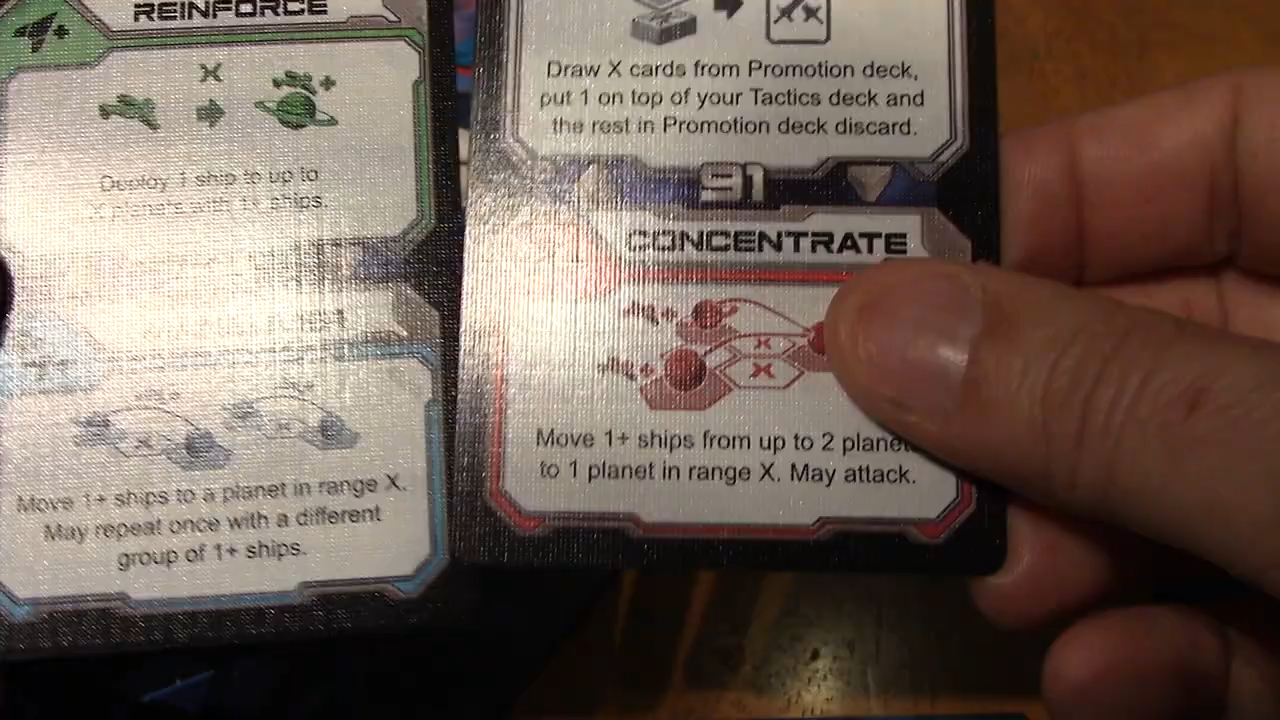 REINFORCE
X
Deploy 1 ship to up to
X planets with 1+ ships.
X
X
Move 1+ ships to a planet in range X.
May repeat once with a different
group of 1+ ships.
Draw X cards from Promotion deck,
put 1 on top of your Tactics deck and
the rest in Promotion deck discard.
91
CONCENTRATE
X
X
Move 1+ ships from up to 2
to 1 planet in range X. May attack.